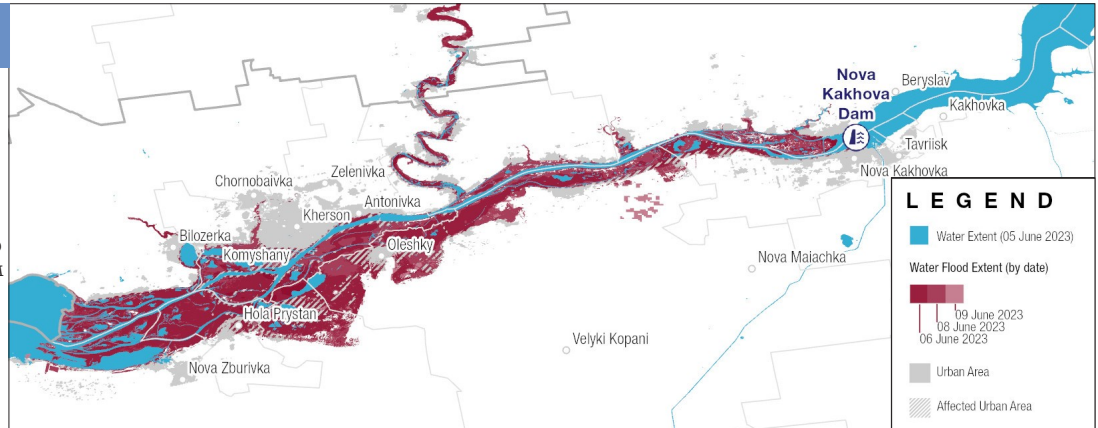 Nova
Kakhova
Dam
Beryslav
Kakhovka
Tavriisk
Nova Kakhovka
Zelenivka
Chornobaivka
Antonivka
Kherson
Bilozerka
Oleshky
Komyshany
Nova Maiachka
Hola Prystan
Velyki Kopani
Nova Zburivka
LEGEND
Water Extent (05 June 2023)
Water Flood Extent (by date)
09 June 2023
08 June 2023
06 June 2023
Urban Area
Affected Urban Area